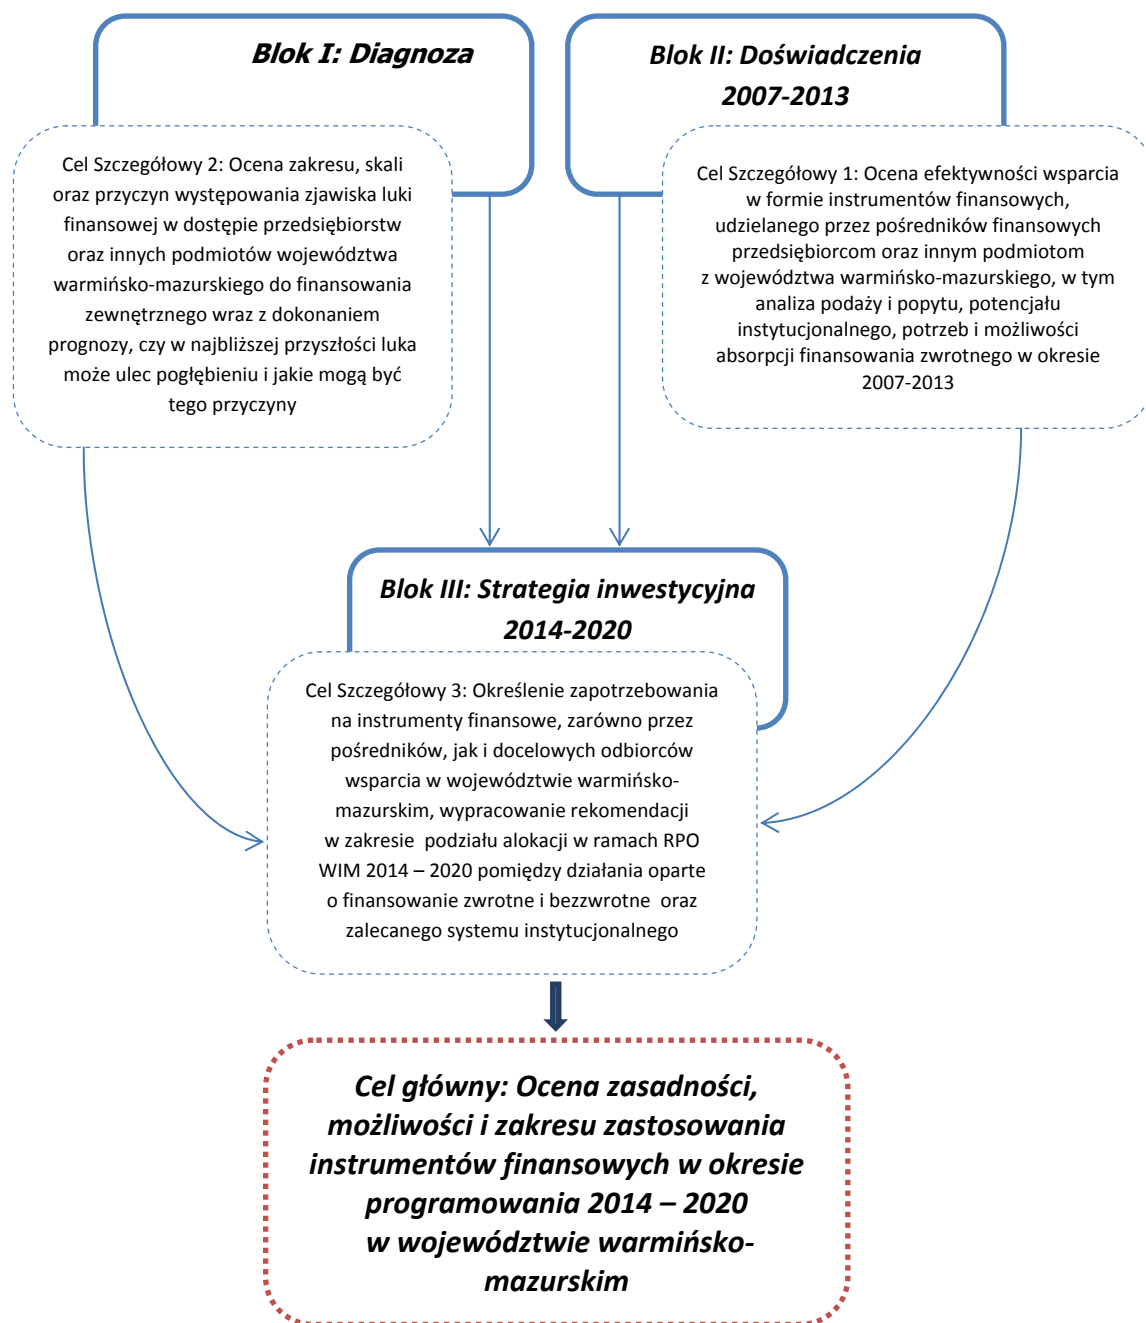 Blok I: Diagnoza
Cel Szczegółowy 2: Ocena zakresu, skali
oraz przyczyn występowania zjawiska luki
finansowej w dostępie przedsiębiorstw
oraz innych podmiotów województwa
warmińsko-mazurskiego do finansowania
zewnętrznego wraz z dokonaniem
prognozy, czy w najbliższej przyszłości luka
może ulec pogłębieniu i jakie mogą być
tego przyczyny
Blok II: Doświadczenia
2007-2013
Cel Szczegółowy 1: Ocena efektywności wsparcia
w formie instrumentów finansowych,
udzielanego przez pośredników finansowych
przedsiębiorcom oraz innym podmiotom
z województwa warmińsko-mazurskiego, w tym
analiza podaży i popytu, potencjału
instytucjonalnego, potrzeb i możliwości
absorpcji finansowania zwrotnego w okresie
2007-2013
Blok III: Strategia inwestycyjna
2014-2020
Cel Szczegółowy 3: Określenie zapotrzebowania
na instrumenty finansowe, zarówno przez
pośredników, jak i docelowych odbiorców
wsparcia w województwie warmińsko-
mazurskim, wypracowanie rekomendacji
w zakresie podziału alokacji w ramach RPO
WIM 2014 – 2020 pomiędzy działania oparte
o finansowanie zwrotne i bezzwrotne oraz
zalecanego systemu instytucjonalnego
Cel główny: Ocena zasadności,
możliwości i zakresu zastosowania
instrumentów finansowych w okresie
programowania 2014 – 2020
w województwie warmińsko-
mazurskim